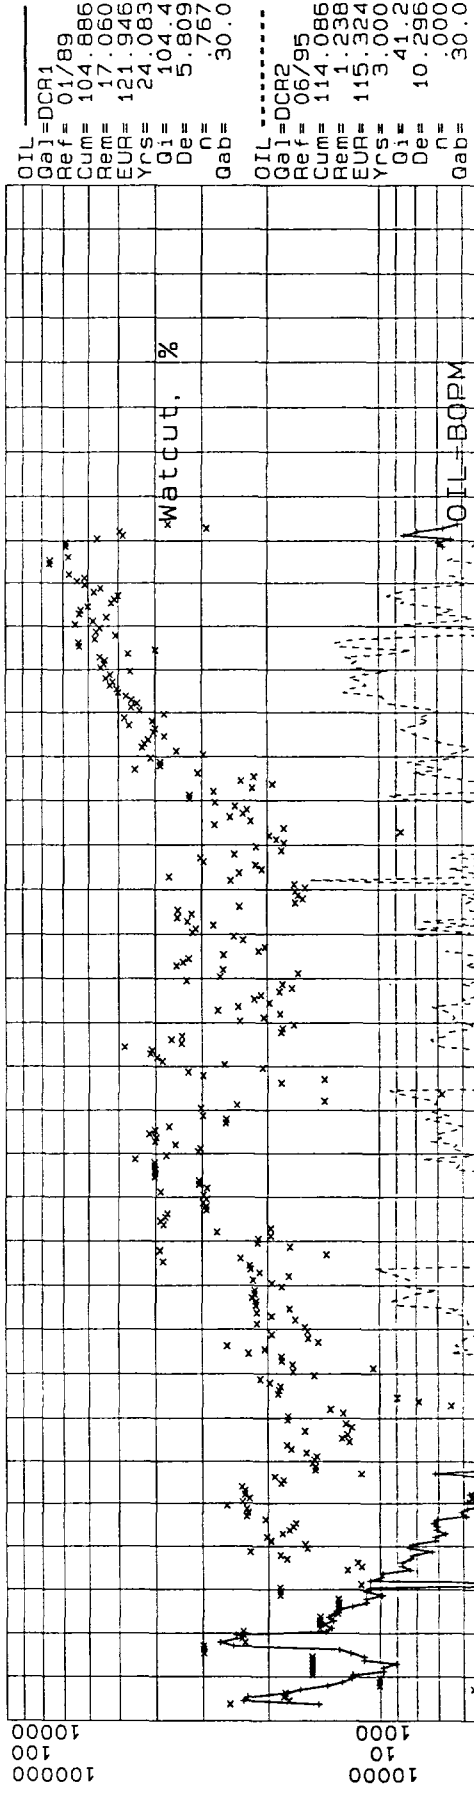 OIL
Qal=DCR1
Ref= 01/89
Cum= 104.886
Rem= 17.060
EUR= 121.946
Yrs= 24.083
Qi= 104.4
De= 5.809
n= .767
Qab= 30.0
OIL
Qal=DCR2
Ref= 06/95
Cum= 114.086
Rem= 1.238
EUR= 115.324
Yrs= 3.000
Qi= 41.2
De= 10.296
n= .000
Qab= 30.0
Watcut, %
OIL-BOPM
10000
100
100000
1000
10
10000